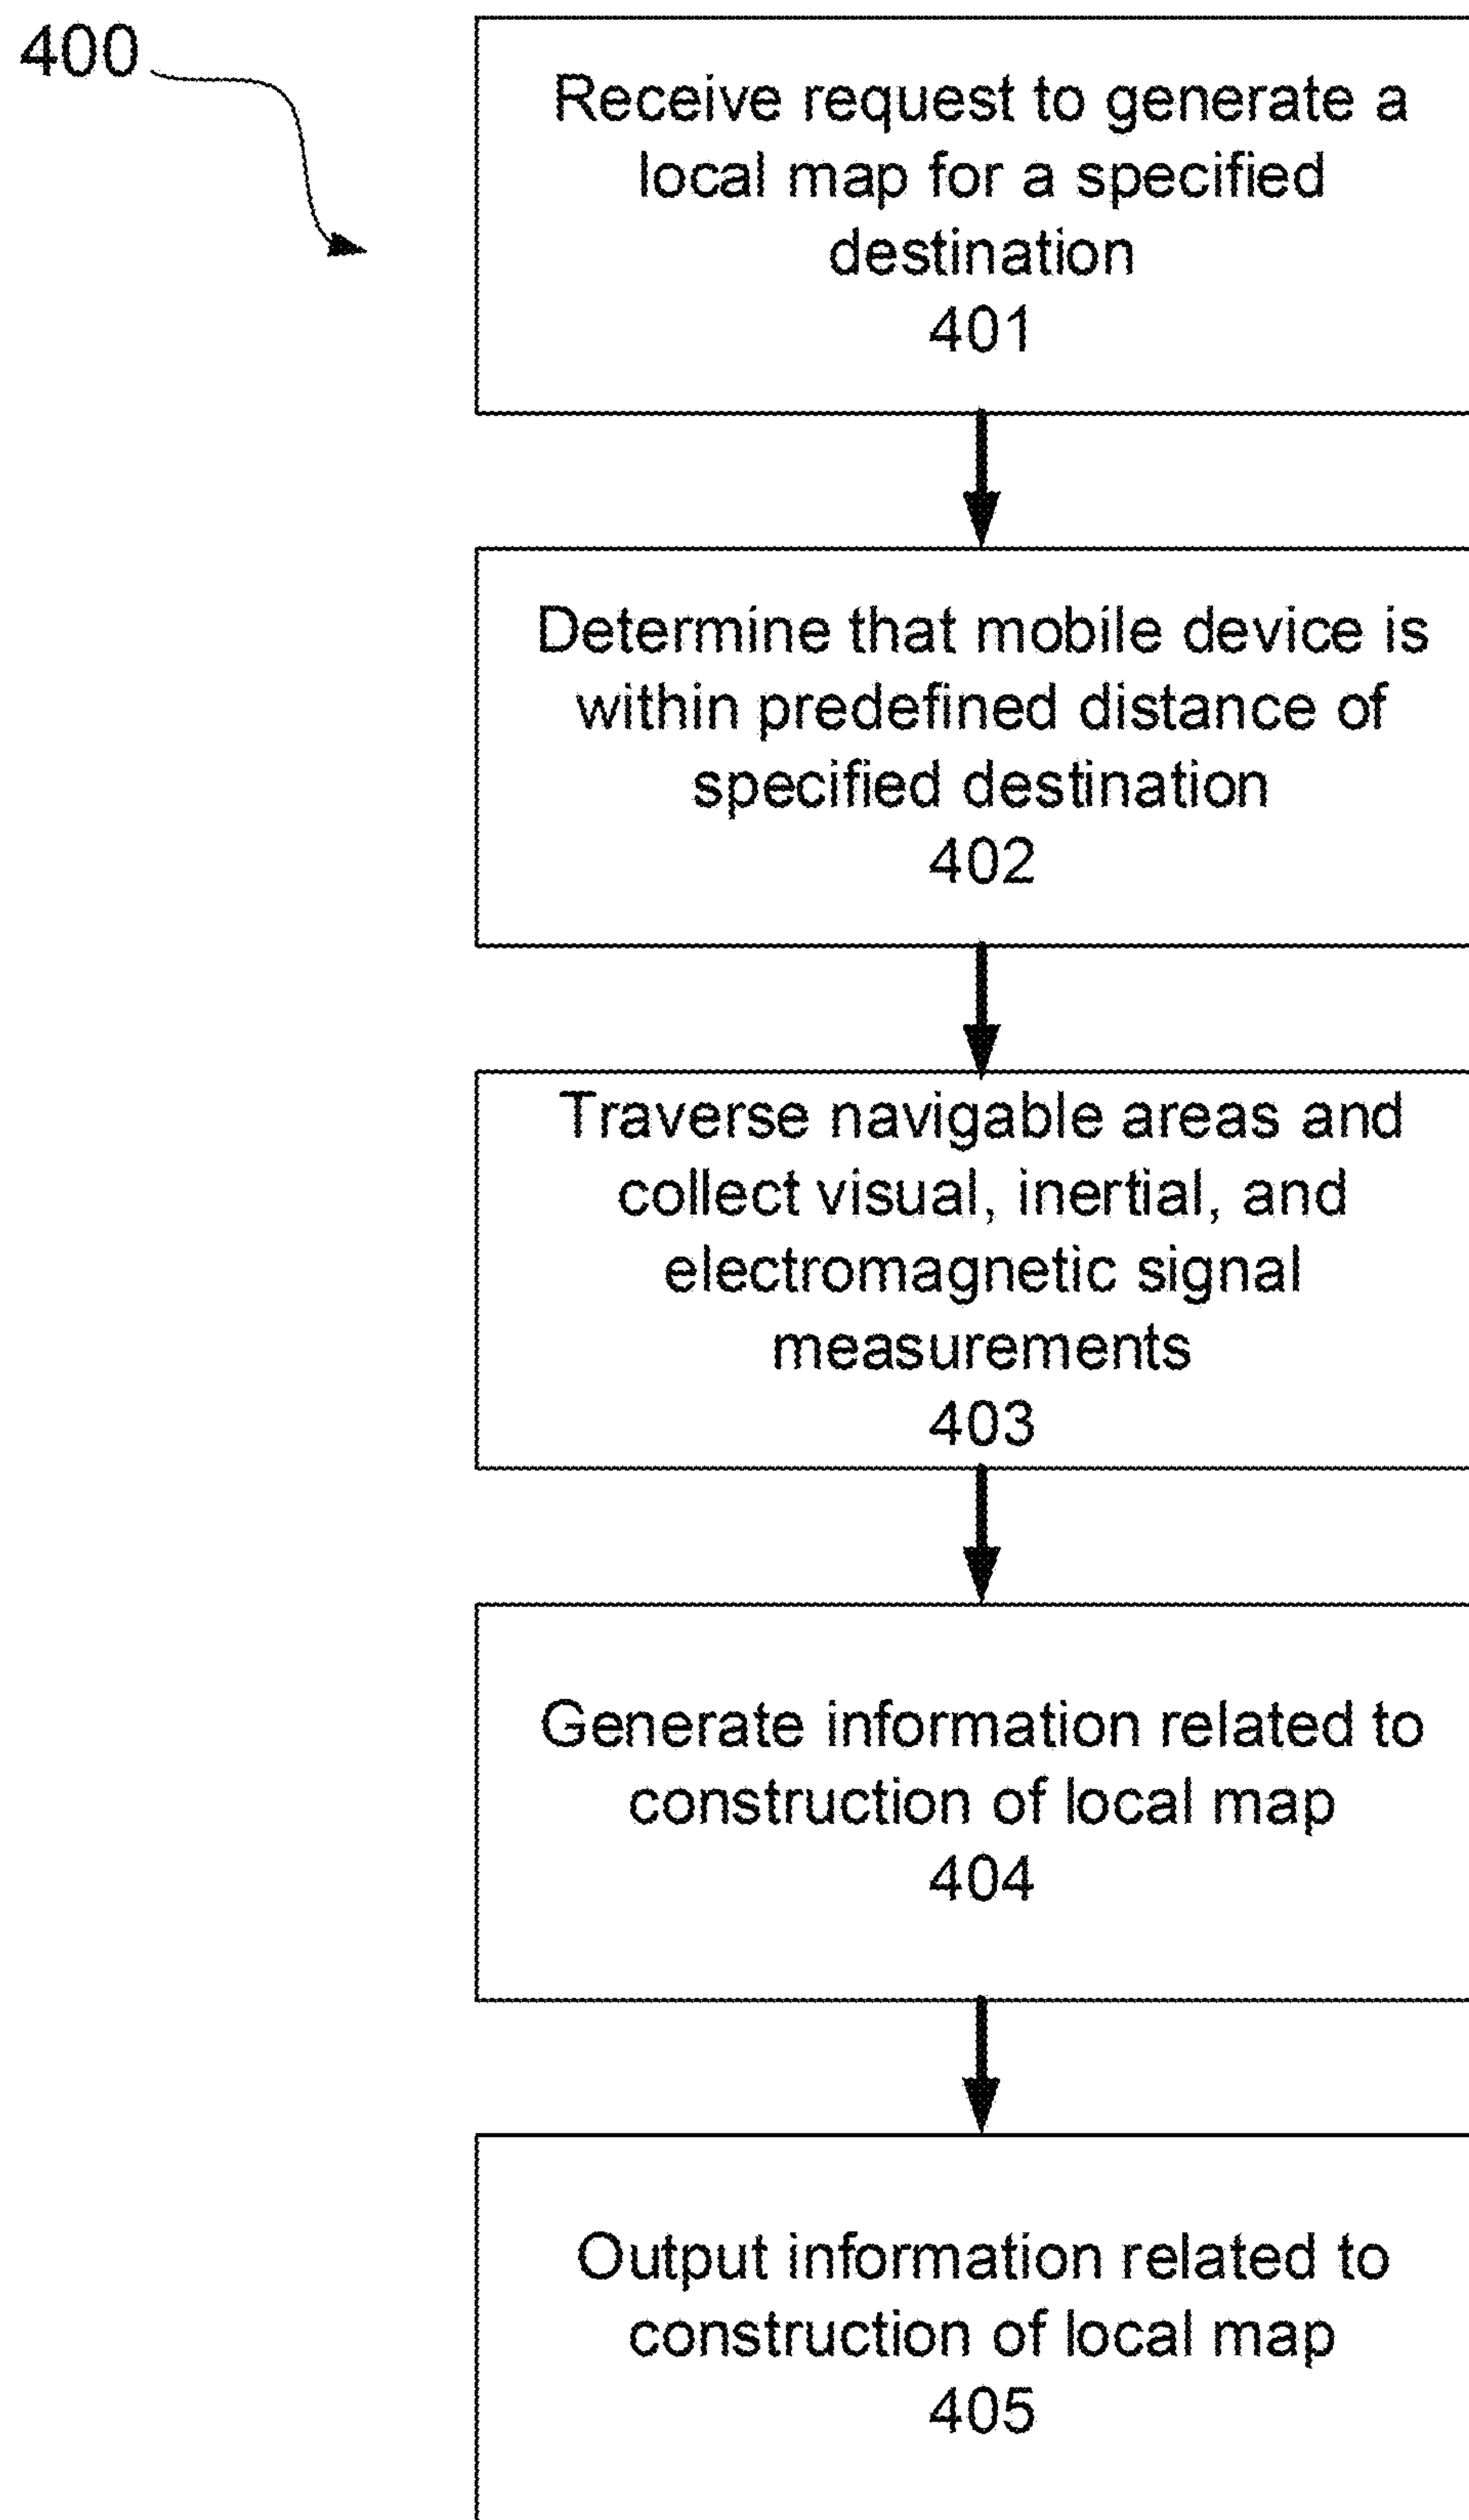 400
Receive request to generate a
local map for a specified
destination
401
Determine that mobile device is
within predefined distance of
specified destination
402
Traverse navigable areas and
collect visual, inertial, and
electromagnetic signal
measurements
403
Generate information related to
construction of local map
404
Output information related to
construction of local map
405